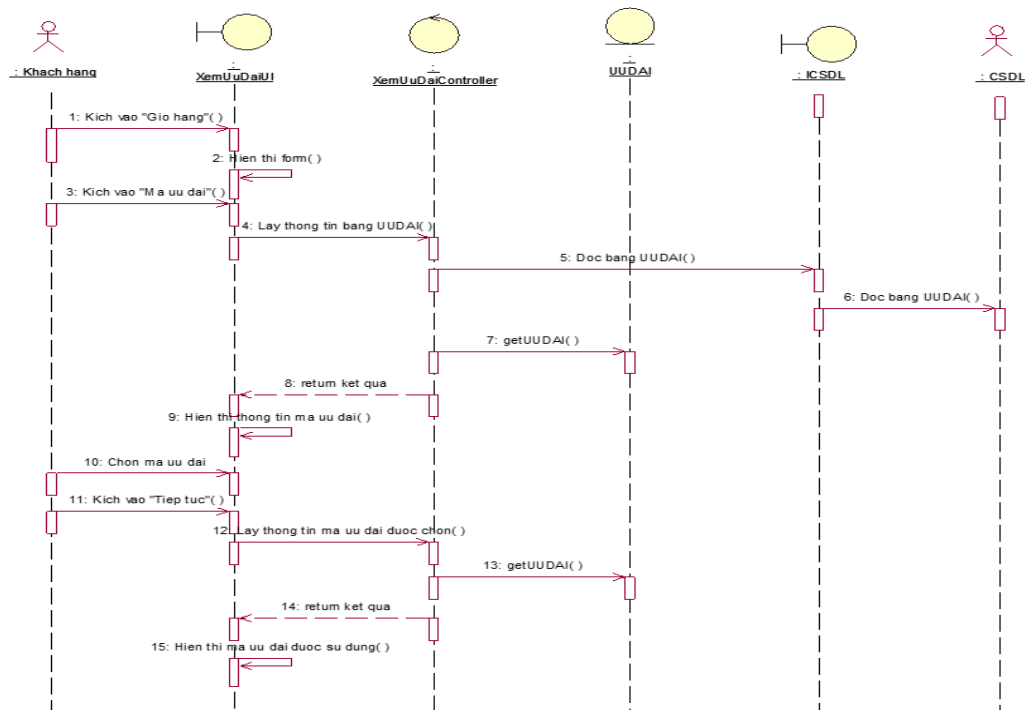 : Khach hang
:
XemUuDaiUI
:
XemUuDaiController
:
UUDAI
: ICSDL
: CSDL
1: Kich vao "Gio hang"( )
2: Hien thi form( )
3: Kich vao "Ma uu dai"( )
4: Lay thong tin bang UUDAI( )
5: Doc bang UUDAI( )
6: Doc bang UUDAI( )
7: getUUDAI( )
8: return ket qua
9: Hien thi thong tin ma uu dai( )
10: Chon ma uu dai
11: Kich vao "Tiep tuc"( )
12: Lay thong tin ma uu dai duoc chon( )
13: getUUDAI( )
14: return ket qua
15: Hien thi ma uu dai duoc su dung( )